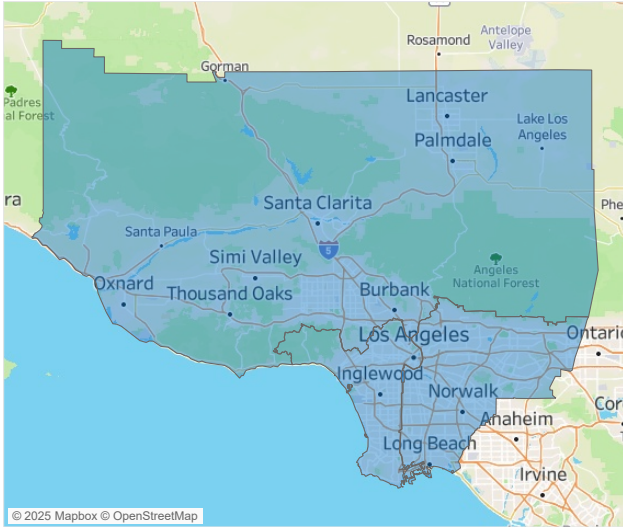 Rosamond
Antelope
Valley
Gorman
Padres
al Forest
Lancaster
Lake Los
Angeles
Palmdale
ra
Santa Clarita
Phe
Santa Paula
5
Simi Valley
Angeles
National Forest
Oxnard
Thousand Oaks
Burbank
Los Angeles
Ontario
Inglewood
Norwalk
Cor
Anaheim
Long Beach
Irvine
© 2025 Mapbox © OpenStreetMap